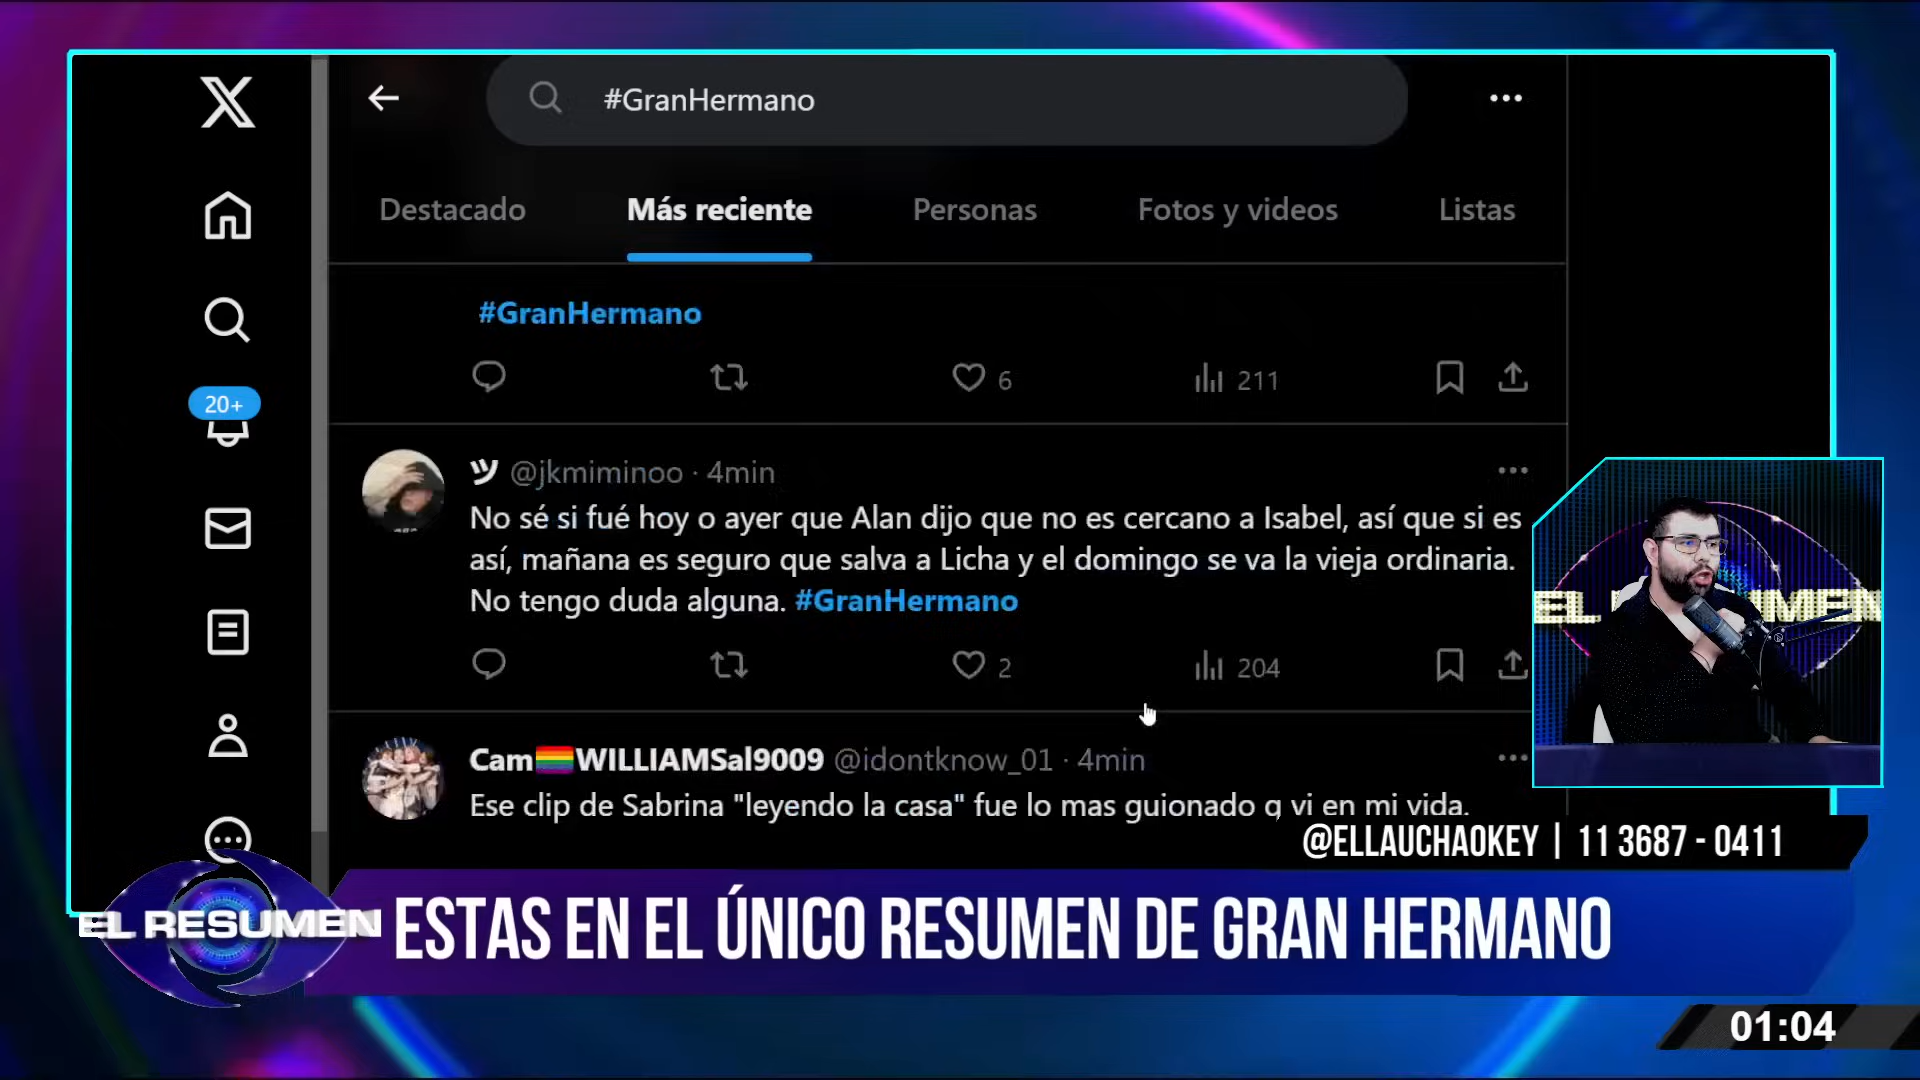 #GranHermano
Destacado
Más reciente
Personas
Fotos y videos
Listas
#GranHermano
6
211
20+
ツ @jkmiminoo · 4min
No sé si fué hoy o ayer que Alan dijo que no es cercano a Isabel, así que si es
así, mañana es seguro que salva a Licha y el domingo se va la vieja ordinaria.
No tengo duda alguna. #GranHermano
2
204
Cam🏳️‍🌈WILLIAMSal9009 @idontknow_01 · 4min
Ese clip de Sabrina "leyendo la casa" fue lo mas guionado q vi en mi vida.
@ELLAUCHAOKEY | 11 3687 - 0411
EL RESUMEN
ESTAS EN EL ÚNICO RESUMEN DE GRAN HERMANO
01:04